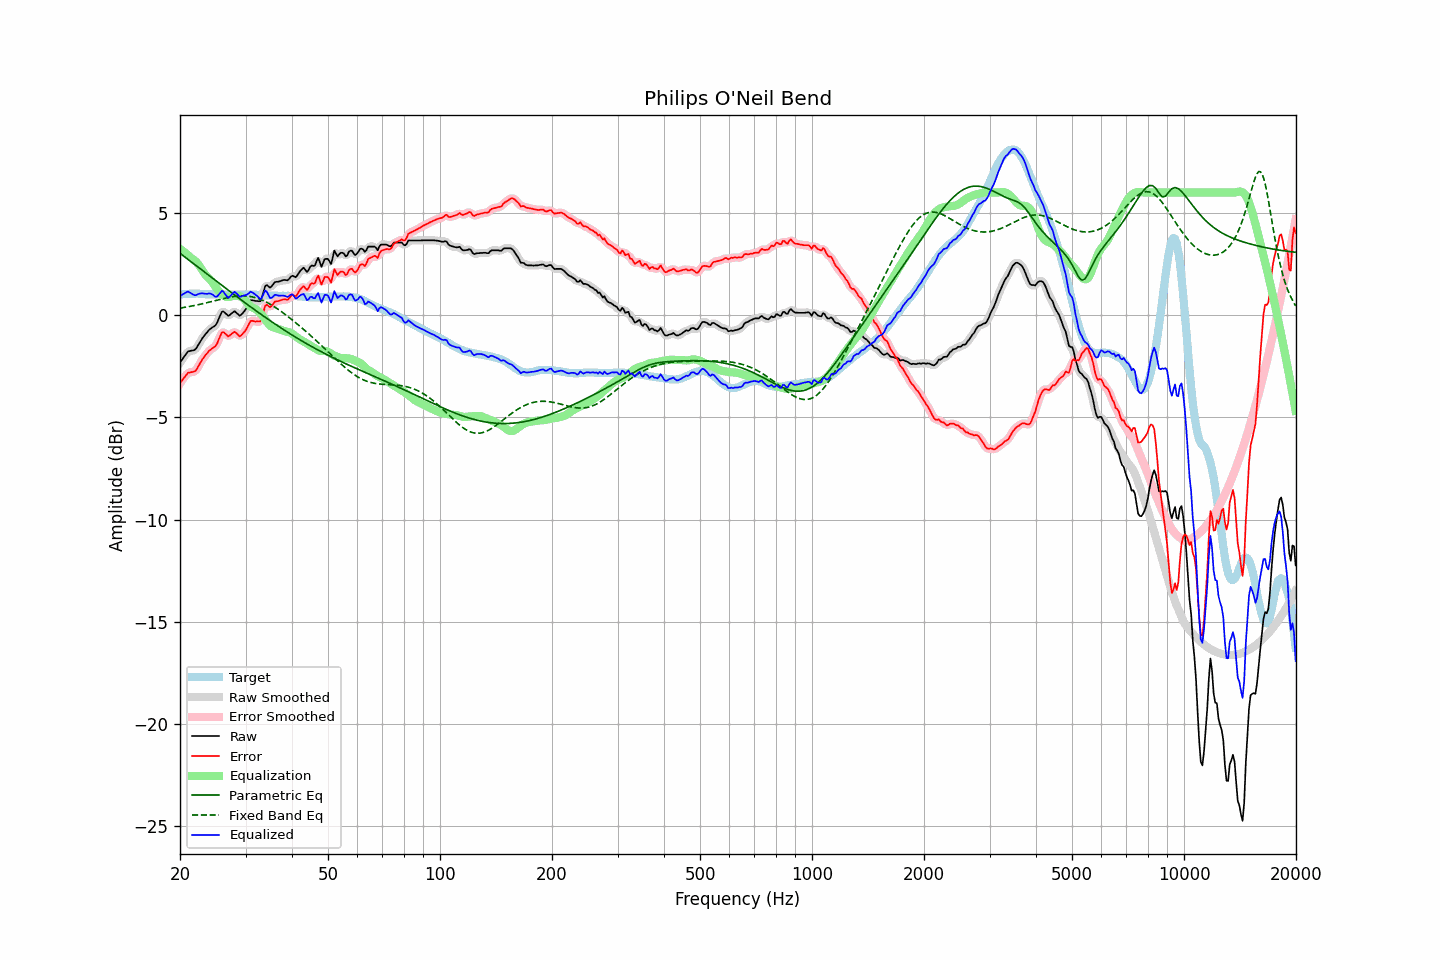 Philips O'Neil Bend
5
0
−5
−10
−15
−20
−25
Amplitude (dBr)
Target
Raw Smoothed
Error Smoothed
Raw
Error
Equalization
Parametric Eq
Fixed Band Eq
Equalized
20 50 100 200 500 1000 2000 5000 10000 20000
Frequency (Hz)